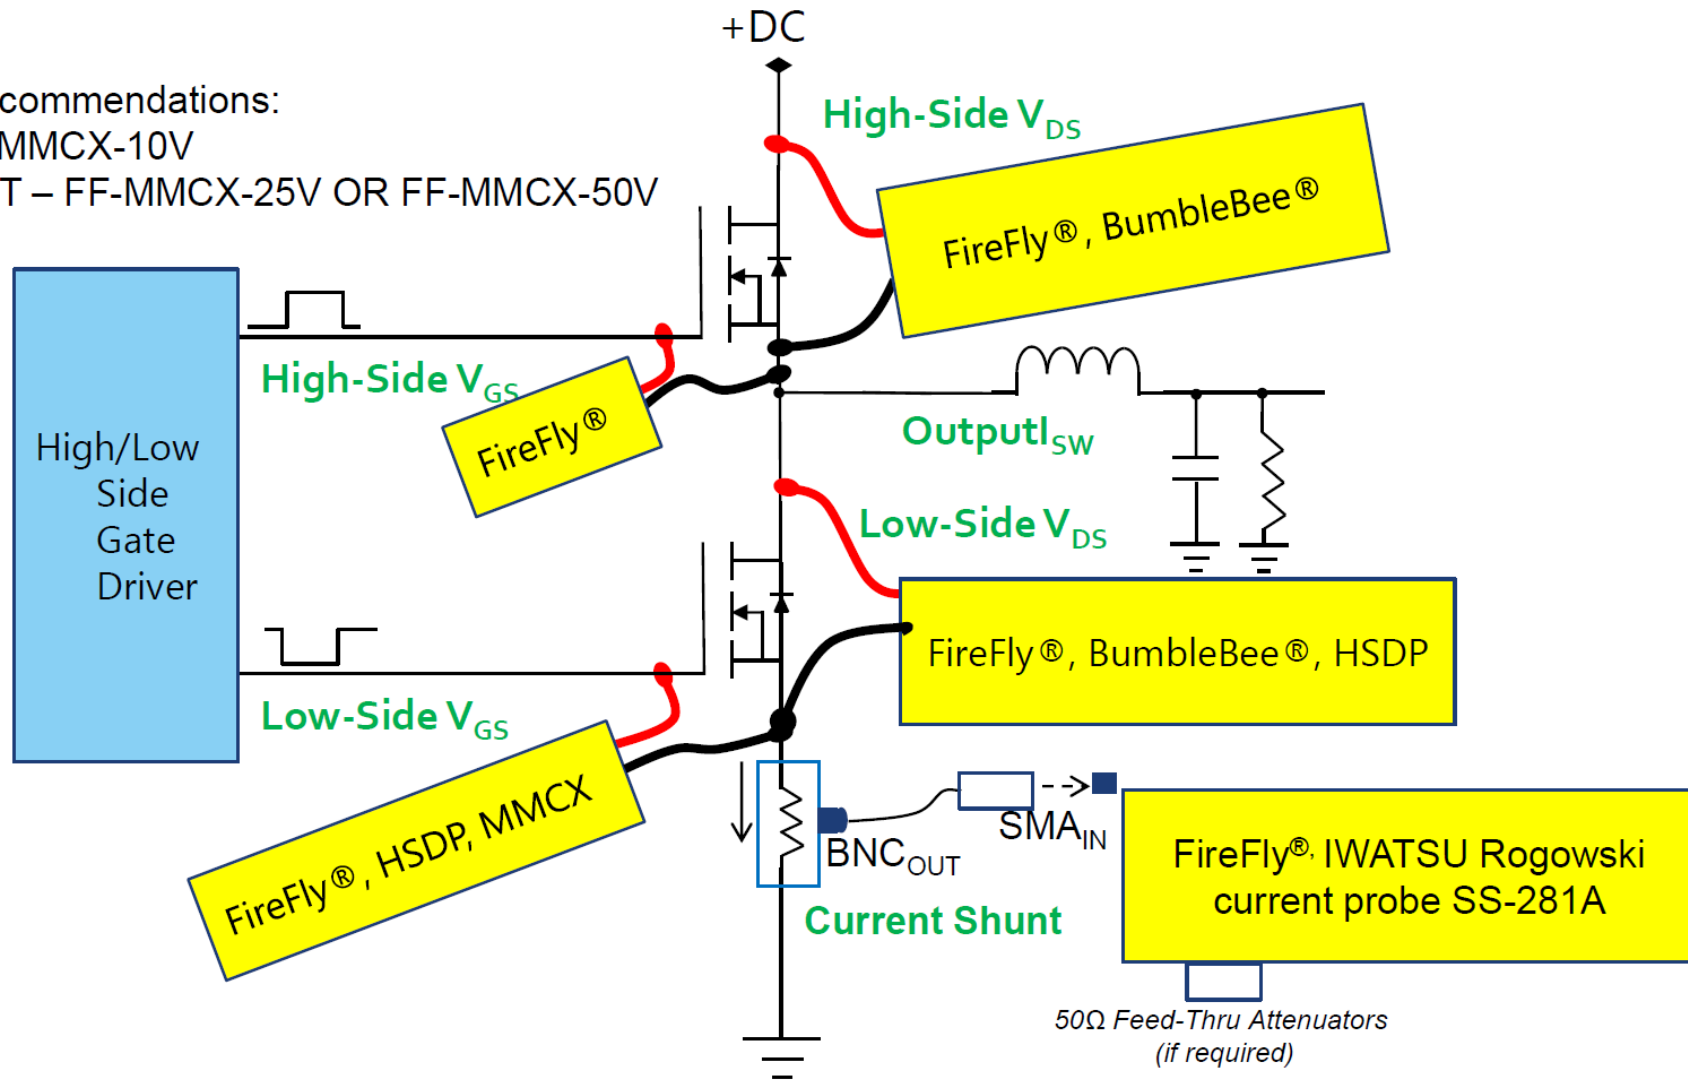 +DC
commendations:
MMCX-10V
T – FF-MMCX-25V OR FF-MMCX-50V
High-Side VDS
FireFly®, BumbleBee®
High-Side VGS
FireFly®
High/Low
Side
Gate
Driver
OutputISW
Low-Side VDS
FireFly®, BumbleBee®, HSDP
Low-Side VGS
FireFly®, HSDP, MMCX
BNCOUT
SMAIN
Current Shunt
FireFly®, IWATSU Rogowski
current probe SS-281A
50Ω Feed-Thru Attenuators
(if required)